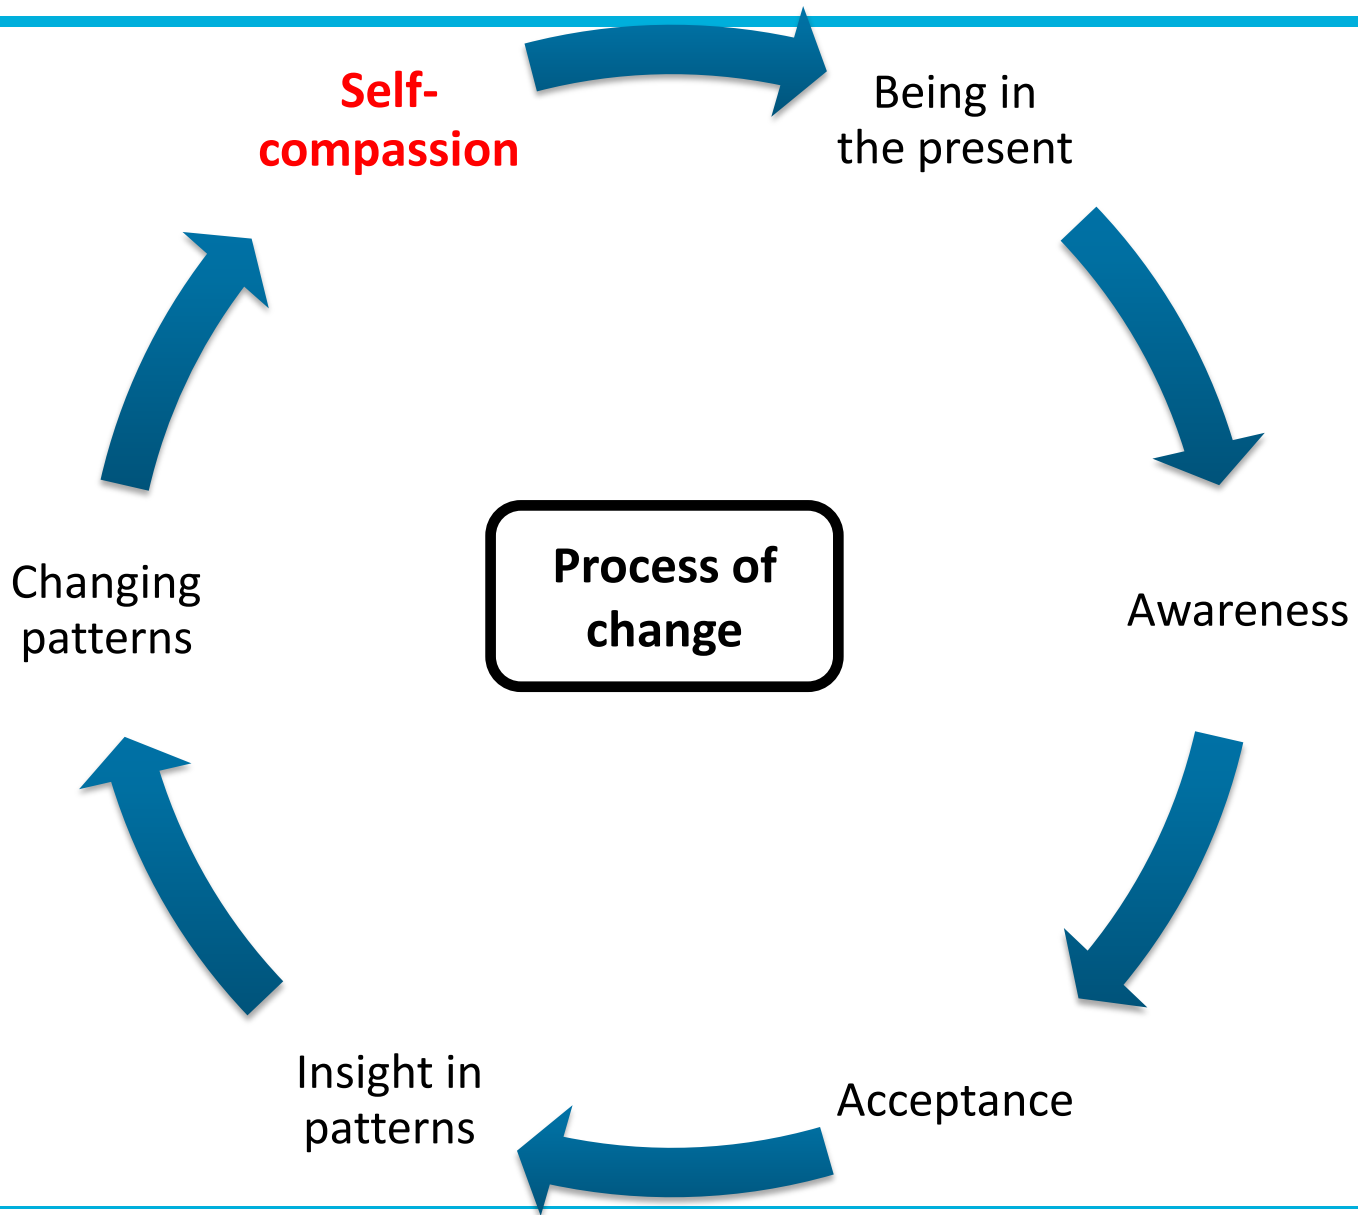 Self-
compassion
Being in
the present
Awareness
Acceptance
Insight in
patterns
Changing
patterns
Process of
change